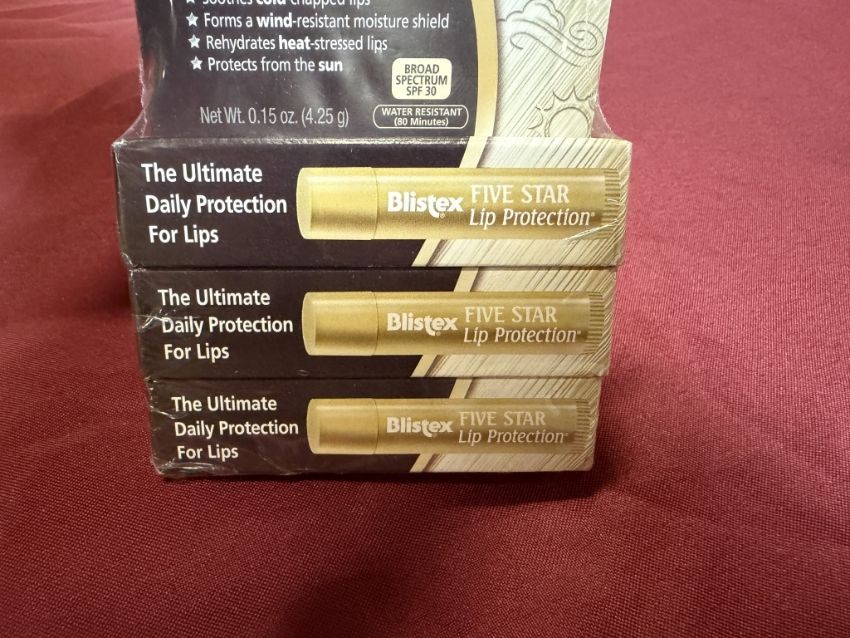 Soothes cold-chapped lips
Forms a wind-resistant moisture shield
Rehydrates heat-stressed lips
Protects from the sun
BROAD
SPECTRUM
SPF 30
Net Wt. 0.15 oz. (4.25 g)
WATER RESISTANT
(80 Minutes)
The Ultimate
Daily Protection
For Lips
Blistex FIVE STAR
Lip Protection®
The Ultimate
Daily Protection
For Lips
Blistex FIVE STAR
Lip Protection®
The Ultimate
Daily Protection
For Lips
Blistex FIVE STAR
Lip Protection®